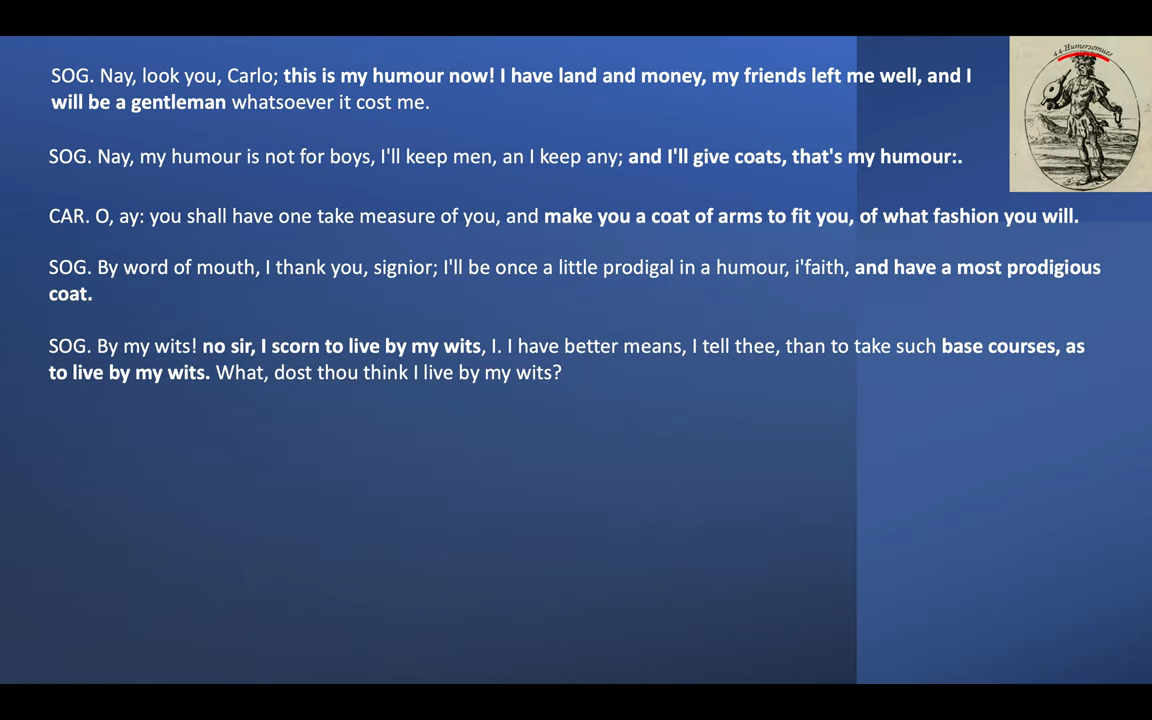 SOG. Nay, look you, Carlo; this is my humour now! I have land and money, my friends left me well, and I
will be a gentleman whatsoever it cost me.
SOG. Nay, my humour is not for boys, I'll keep men, an I keep any; and I'll give coats, that's my humour:.
CAR. O, ay: you shall have one take measure of you, and make you a coat of arms to fit you, of what fashion you will.
SOG. By word of mouth, I thank you, signior; I'll be once a little prodigal in a humour, i'faith, and have a most prodigious
coat.
SOG. By my wits! no sir, I scorn to live by my wits, I. I have better means, I tell thee, than to take such base courses, as
to live by my wits. What, dost thou think I live by my wits?